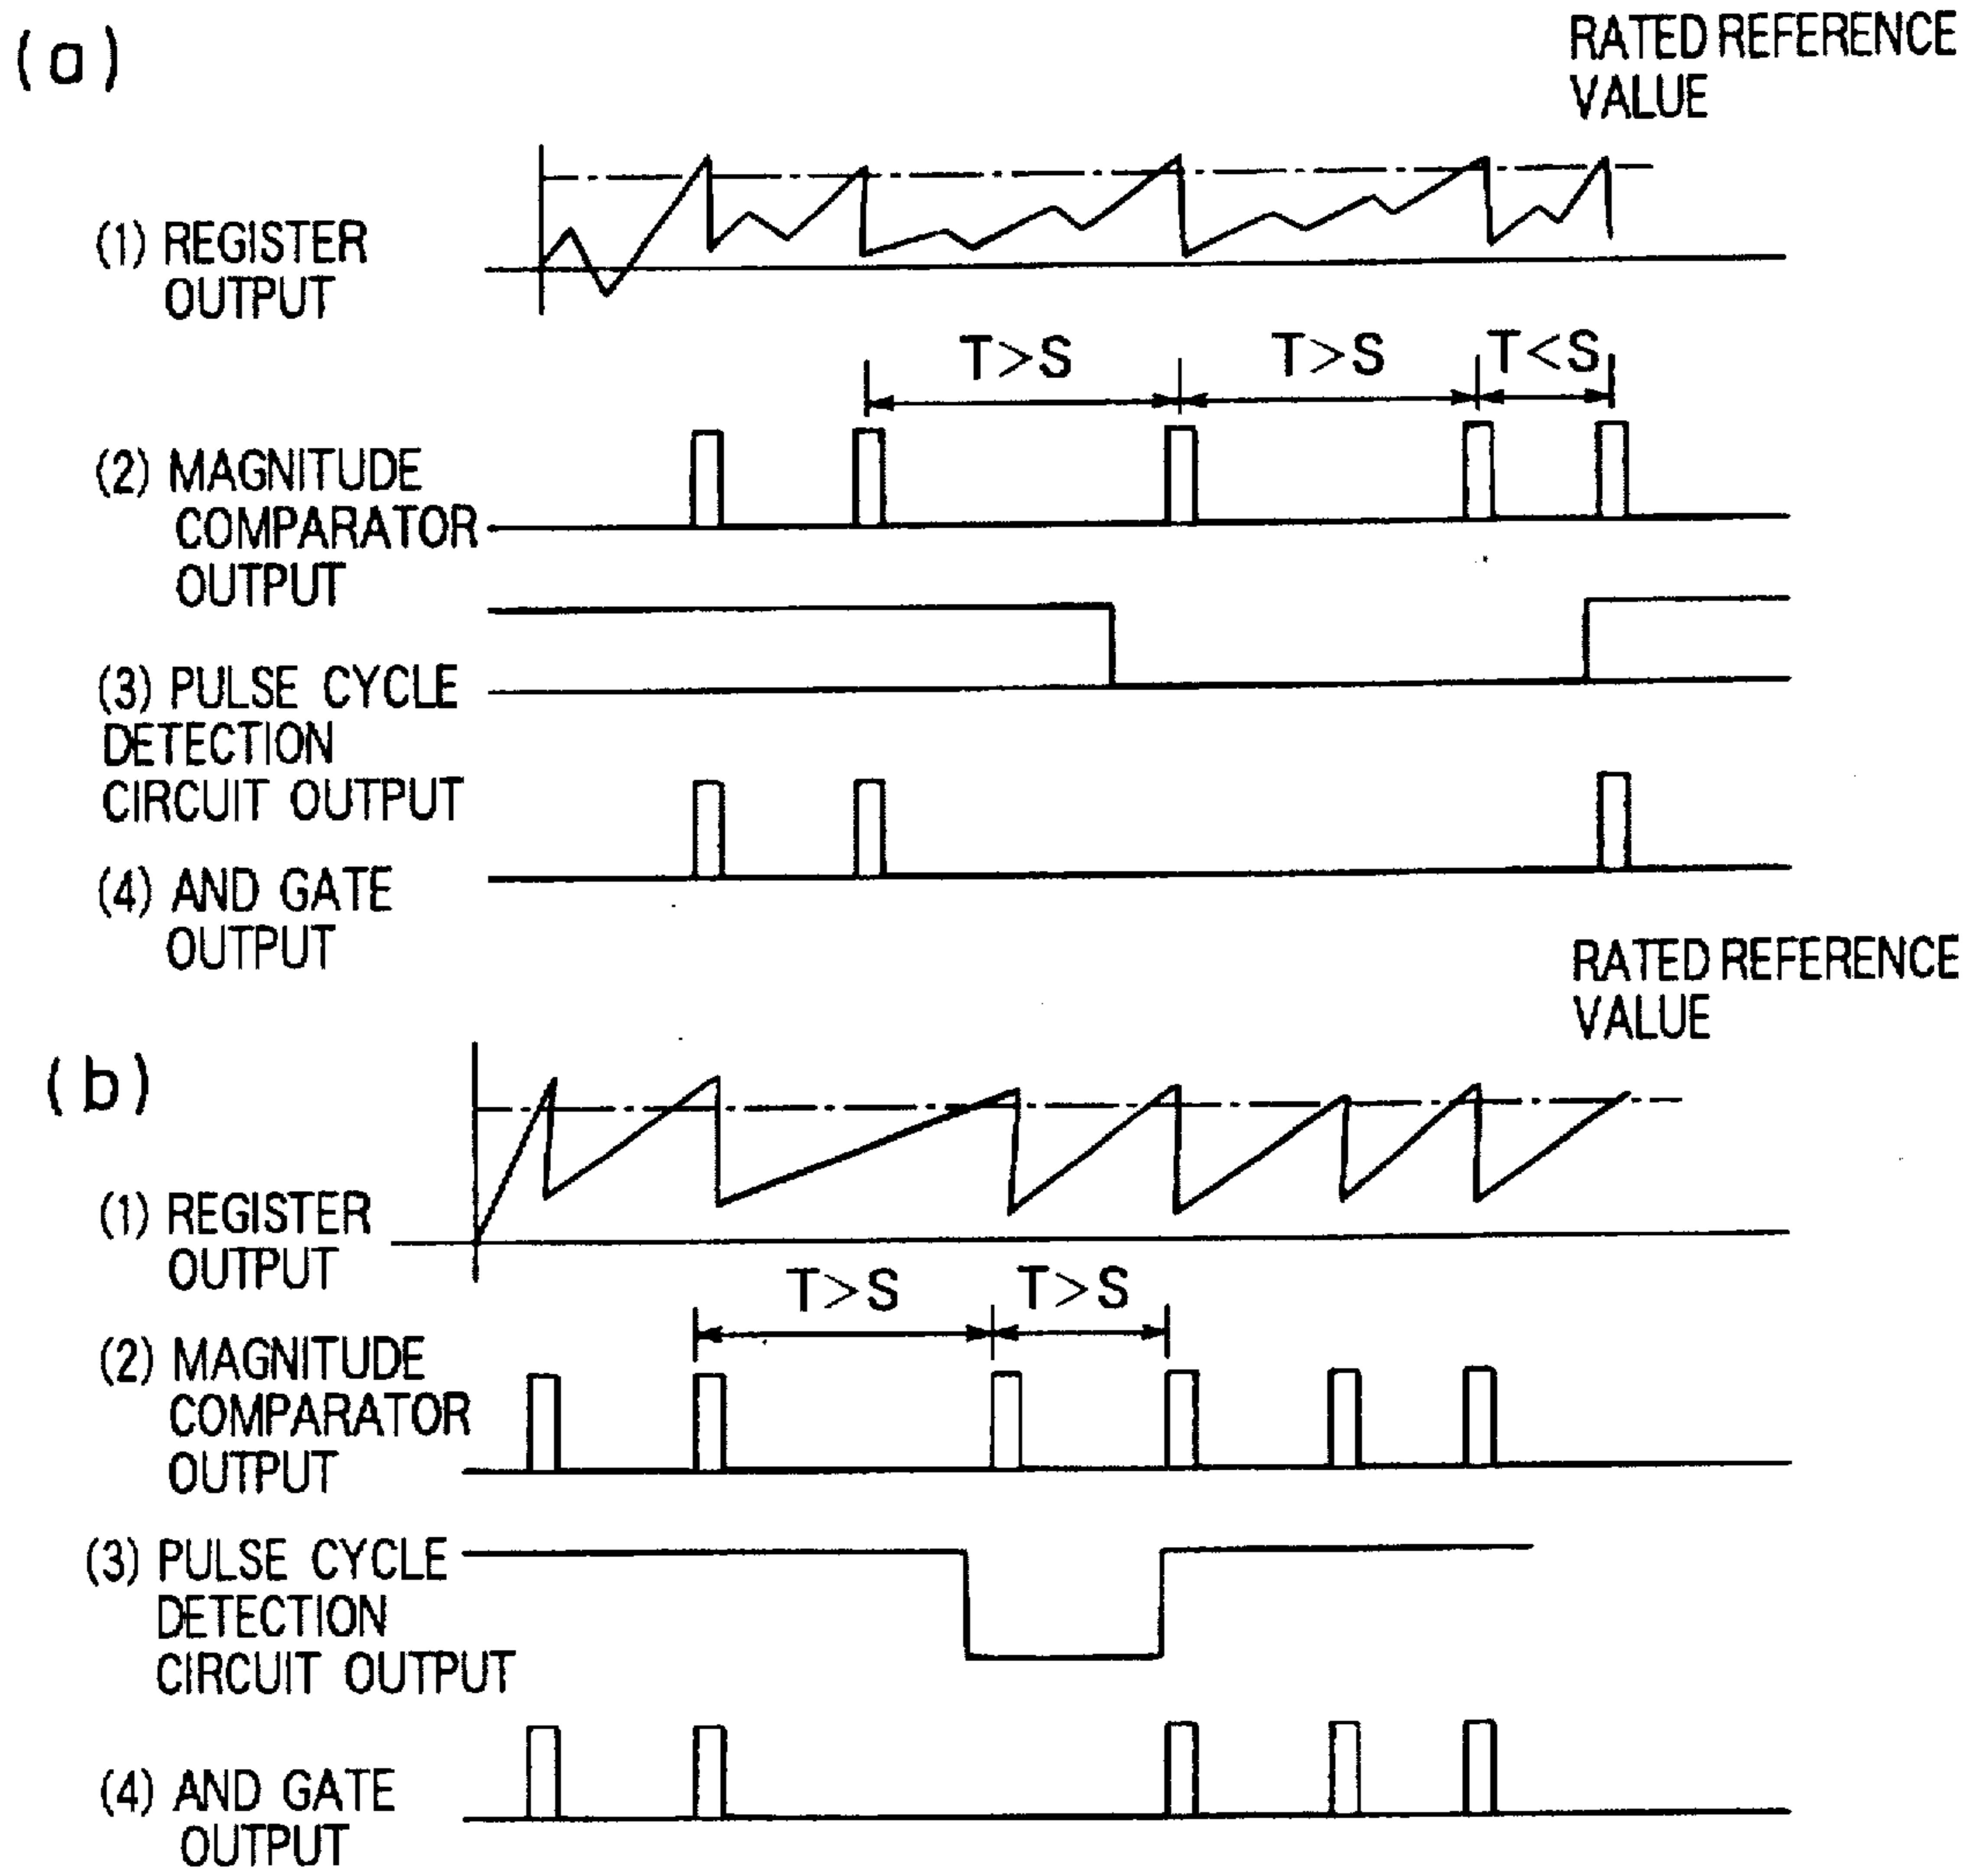 (a)
RATED REFERENCE
VALUE
(1) REGISTER
OUTPUT
T>S
T>S
T<S
(2) MAGNITUDE
COMPARATOR
OUTPUT
(3) PULSE CYCLE
DETECTION
CIRCUIT OUTPUT
(4) AND GATE
OUTPUT
RATED REFERENCE
VALUE
(b)
(1) REGISTER
OUTPUT
T>S
T>S
(2) MAGNITUDE
COMPARATOR
OUTPUT
(3) PULSE CYCLE
DETECTION
CIRCUIT OUTPUT
(4) AND GATE
OUTPUT